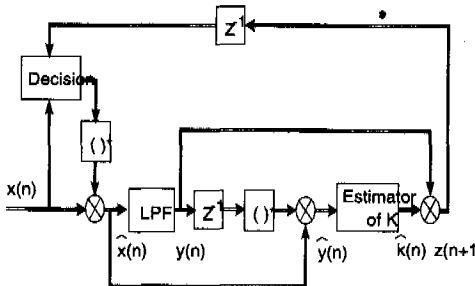 Z⁻¹
Decision
( )*
x(n)
LPF
Z⁻¹
( )*
Estimator
of K
x̂(n)
y(n)
ŷ(n)
k̂(n)
z(n+1